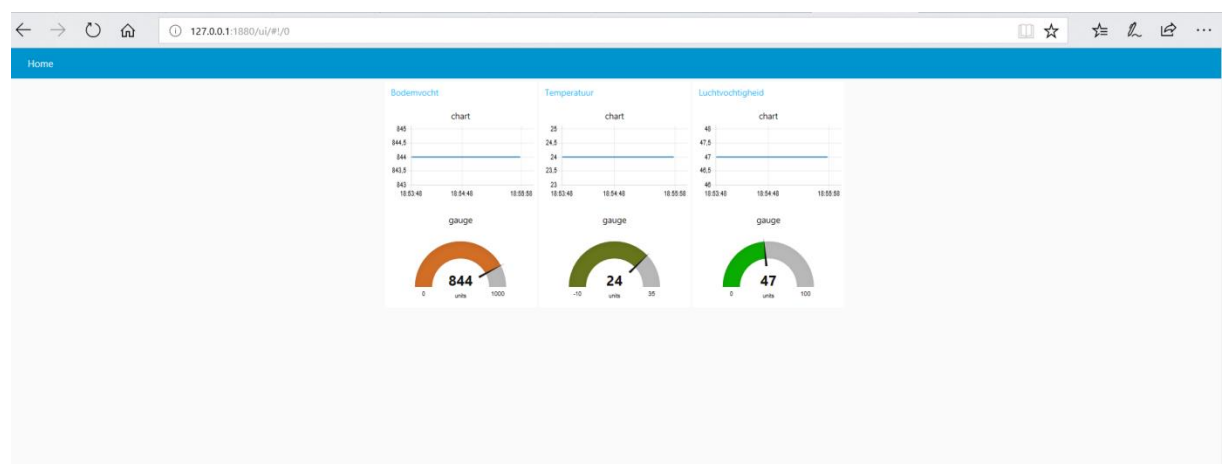 127.0.0.1:1880/ui/#!/0
Home
Bodemvocht
chart
845
844,5
844
843,5
843
18:53:48 18:54:48 18:55:58
gauge
844
units
0 1000
Temperatuur
chart
25
24,5
24
23,5
23
18:53:48 18:54:48 18:55:58
gauge
24
units
-10 35
Luchtvochtigheid
chart
48
47,5
47
46,5
46
18:53:48 18:54:48 18:55:58
gauge
47
units
0 100